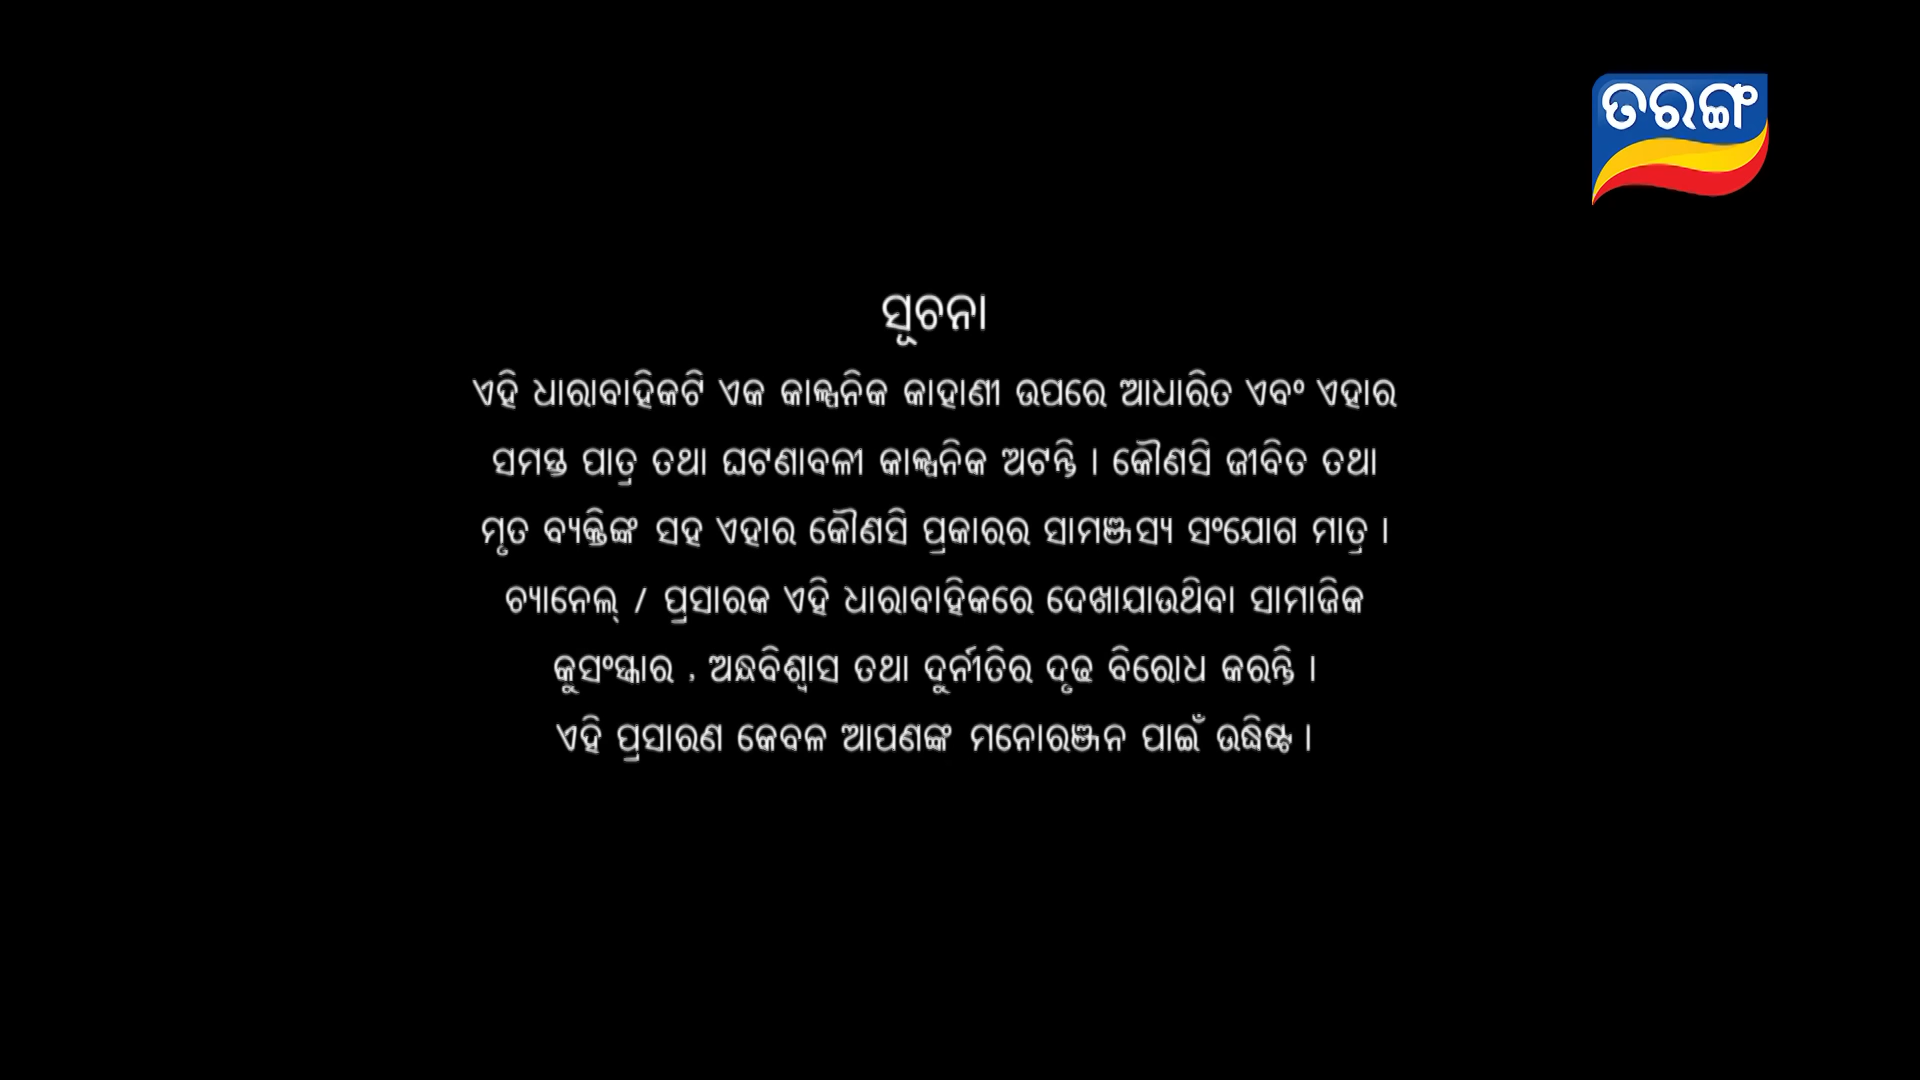 ତରଙ୍ଗ
ସୂଚନା
ଏହି ଧାରାବାହିକଟି ଏକ କାଳ୍ପନିକ କାହାଣୀ ଉପରେ ଆଧାରିତ ଏବଂ ଏହାର
ସମସ୍ତ ପାତ୍ର ତଥା ଘଟଣାବଳୀ କାଳ୍ପନିକ ଅଟନ୍ତି । କୌଣସି ଜୀବିତ ତଥା
ମୃତ ବ୍ୟକ୍ତିଙ୍କ ସହ ଏହାର କୌଣସି ପ୍ରକାରର ସାମଞ୍ଜସ୍ୟ ସଂଯୋଗ ମାତ୍ର ।
ଚ୍ୟାନେଲ୍ / ପ୍ରସାରକ ଏହି ଧାରାବାହିକରେ ଦେଖାଯାଉଥିବା ସାମାଜିକ
କୁସଂସ୍କାର , ଅନ୍ଧବିଶ୍ୱାସ ତଥା ଦୁର୍ନୀତିର ଦୃଢ ବିରୋଧ କରନ୍ତି ।
ଏହି ପ୍ରସାରଣ କେବଳ ଆପଣଙ୍କ ମନୋରଞ୍ଜନ ପାଇଁ ଉଦ୍ଧିଷ୍ଟ ।